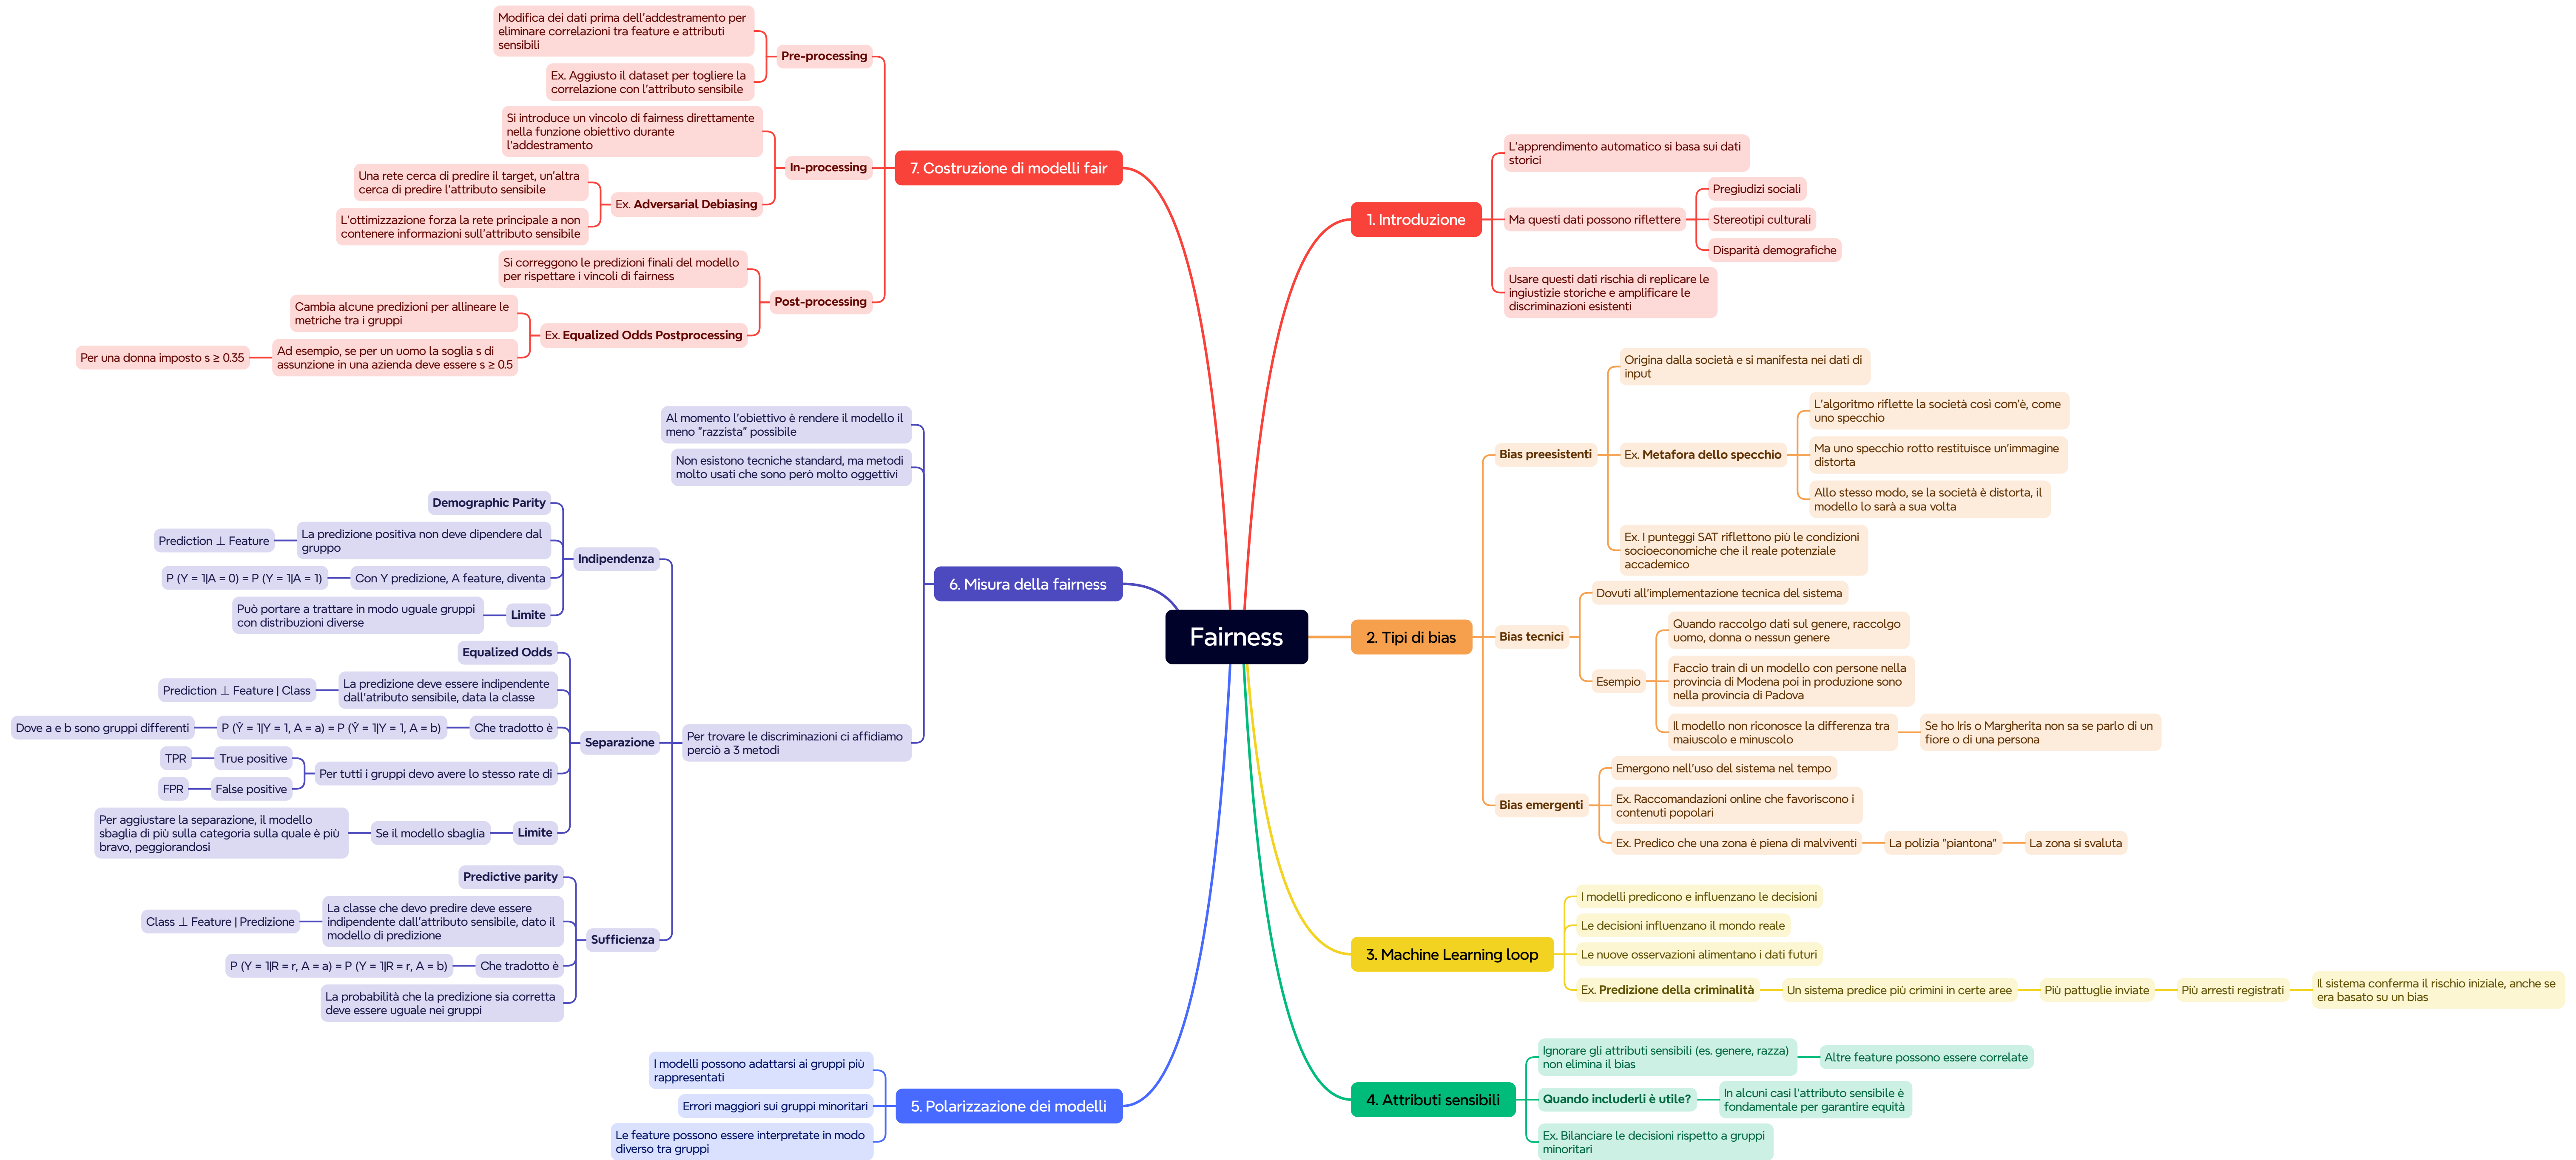 Fairness
1. Introduzione
L'apprendimento automatico si basa sui dati
storici
Ma questi dati possono riflettere
Pregiudizi sociali
Stereotipi culturali
Disparità demografiche
Usare questi dati rischia di replicare le
ingiustizie storiche e amplificare le
discriminazioni esistenti
2. Tipi di bias
Bias preesistenti
Origina dalla società e si manifesta nei dati di
input
Ex. Metafora dello specchio
L'algoritmo riflette la società così com'è, come
uno specchio
Ma uno specchio rotto restituisce un'immagine
distorta
Allo stesso modo, se la società è distorta, il
modello lo sarà a sua volta
Ex. I punteggi SAT riflettono più le condizioni
socioeconomiche che il reale potenziale
accademico
Bias tecnici
Dovuti all'implementazione tecnica del sistema
Esempio
Quando raccolgo dati sul genere, raccolgo
uomo, donna o nessun genere
Faccio train di un modello con persone nella
provincia di Modena poi in produzione sono
nella provincia di Padova
Il modello non riconosce la differenza tra
maiuscolo e minuscolo
Se ho Iris o Margherita non sa se parlo di un
fiore o di una persona
Bias emergenti
Emergono nell'uso del sistema nel tempo
Ex. Raccomandazioni online che favoriscono i
contenuti popolari
Ex. Predico che una zona è piena di malviventi
La polizia "piantona"
La zona si svaluta
3. Machine Learning loop
I modelli predicono e influenzano le decisioni
Le decisioni influenzano il mondo reale
Le nuove osservazioni alimentano i dati futuri
Ex. Predizione della criminalità
Un sistema predice più crimini in certe aree
Più pattuglie inviate
Più arresti registrati
Il sistema conferma il rischio iniziale, anche se
era basato su un bias
4. Attributi sensibili
Ignorare gli attributi sensibili (es. genere, razza)
non elimina il bias
Altre feature possono essere correlate
Quando includerli è utile?
In alcuni casi l'attributo sensibile è
fondamentale per garantire equità
Ex. Bilanciare le decisioni rispetto a gruppi
minoritari
5. Polarizzazione dei modelli
I modelli possono adattarsi ai gruppi più
rappresentati
Errori maggiori sui gruppi minoritari
Le feature possono essere interpretate in modo
diverso tra gruppi
6. Misura della fairness
Al momento l'obiettivo è rendere il modello il
meno "razzista" possibile
Non esistono tecniche standard, ma metodi
molto usati che sono però molto oggettivi
Per trovare le discriminazioni ci affidiamo
perciò a 3 metodi
Indipendenza
Demographic Parity
La predizione positiva non deve dipendere dal
gruppo
Prediction ⊥ Feature
Con Y predizione, A feature, diventa
P (Y = 1|A = 0) = P (Y = 1|A = 1)
Limite
Può portare a trattare in modo uguale gruppi
con distribuzioni diverse
Separazione
Equalized Odds
La predizione deve essere indipendente
dall'atributo sensibile, data la classe
Prediction ⊥ Feature | Class
Che tradotto è
P (Ŷ = 1|Y = 1, A = a) = P (Ŷ = 1|Y = 1, A = b)
Dove a e b sono gruppi differenti
Per tutti i gruppi devo avere lo stesso rate di
True positive
TPR
False positive
FPR
Limite
Se il modello sbaglia
Per aggiustare la separazione, il modello
sbaglia di più sulla categoria sulla quale è più
bravo, peggiorandosi
Sufficienza
Predictive parity
La classe che devo predire deve essere
indipendente dall'attributo sensibile, dato il
modello di predizione
Class ⊥ Feature | Predizione
Che tradotto è
P (Y = 1|R = r, A = a) = P (Y = 1|R = r, A = b)
La probabilità che la predizione sia corretta
deve essere uguale nei gruppi
7. Costruzione di modelli fair
Pre-processing
Modifica dei dati prima dell'addestramento per
eliminare correlazioni tra feature e attributi
sensibili
Ex. Aggiusto il dataset per togliere la
correlazione con l'attributo sensibile
In-processing
Si introduce un vincolo di fairness direttamente
nella funzione obiettivo durante
l'addestramento
Ex. Adversarial Debiasing
Una rete cerca di predire il target, un'altra
cerca di predire l'attributo sensibile
L'ottimizzazione forza la rete principale a non
contenere informazioni sull'attributo sensibile
Post-processing
Si correggono le predizioni finali del modello
per rispettare i vincoli di fairness
Ex. Equalized Odds Postprocessing
Cambia alcune predizioni per allineare le
metriche tra i gruppi
Ad esempio, se per un uomo la soglia s di
assunzione in una azienda deve essere s ≥ 0.5
Per una donna imposto s ≥ 0.35